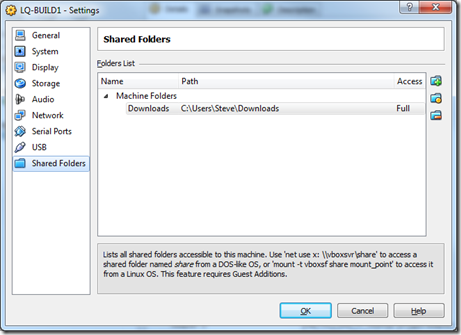 LQ-BUILD1 - Settings
General
System
Display
Storage
Audio
Network
Serial Ports
USB
Shared Folders
Shared Folders
Folders List
Name Path Access
Machine Folders
Downloads C:\Users\Steve\Downloads Full
Lists all shared folders accessible to this machine. Use 'net use x: \\vboxsvr\share' to access a
shared folder named share from a DOS-like OS, or 'mount -t vboxsf share mount_point' to access it
from a Linux OS. This feature requires Guest Additions.
OK Cancel Help